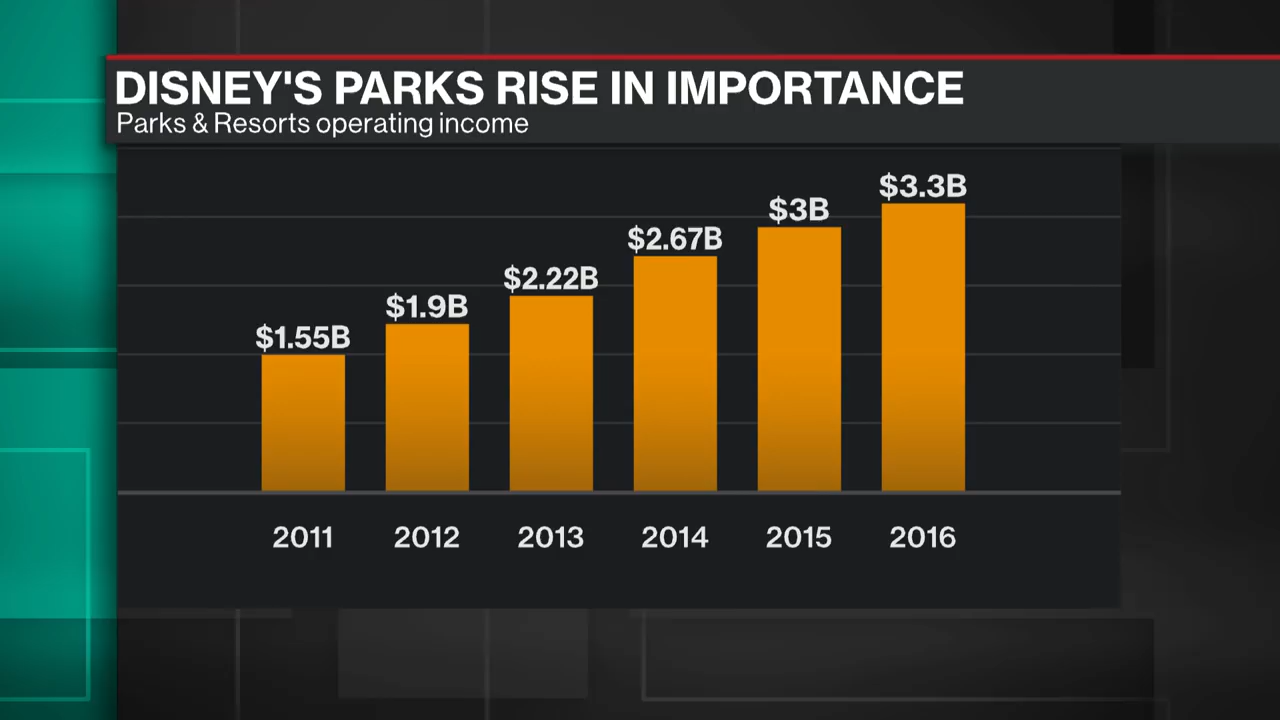 DISNEY'S PARKS RISE IN IMPORTANCE
Parks & Resorts operating income
$1.55B
$1.9B
$2.22B
$2.67B
$3B
$3.3B
2011 2012 2013 2014 2015 2016